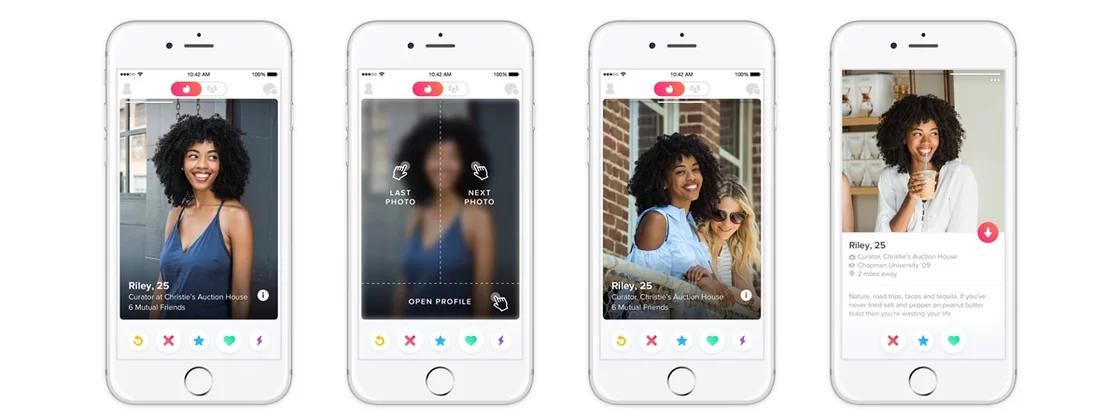 10:42 AM
100%
Riley, 25
Curator at Christie's Auction House
6 Mutual Friends
10:42 AM
100%
LAST
PHOTO
NEXT
PHOTO
OPEN PROFILE
10:42 AM
100%
Riley, 25
Curator, Christie's Auction House
6 Mutual Friends
Riley, 25
Curator, Christie's Auction House
Chapman University '09
2 miles away
Nature, road trips, tacos and tequila. If you've
never tried sell and pepper on peanut butter
toast then you're wasting your life.